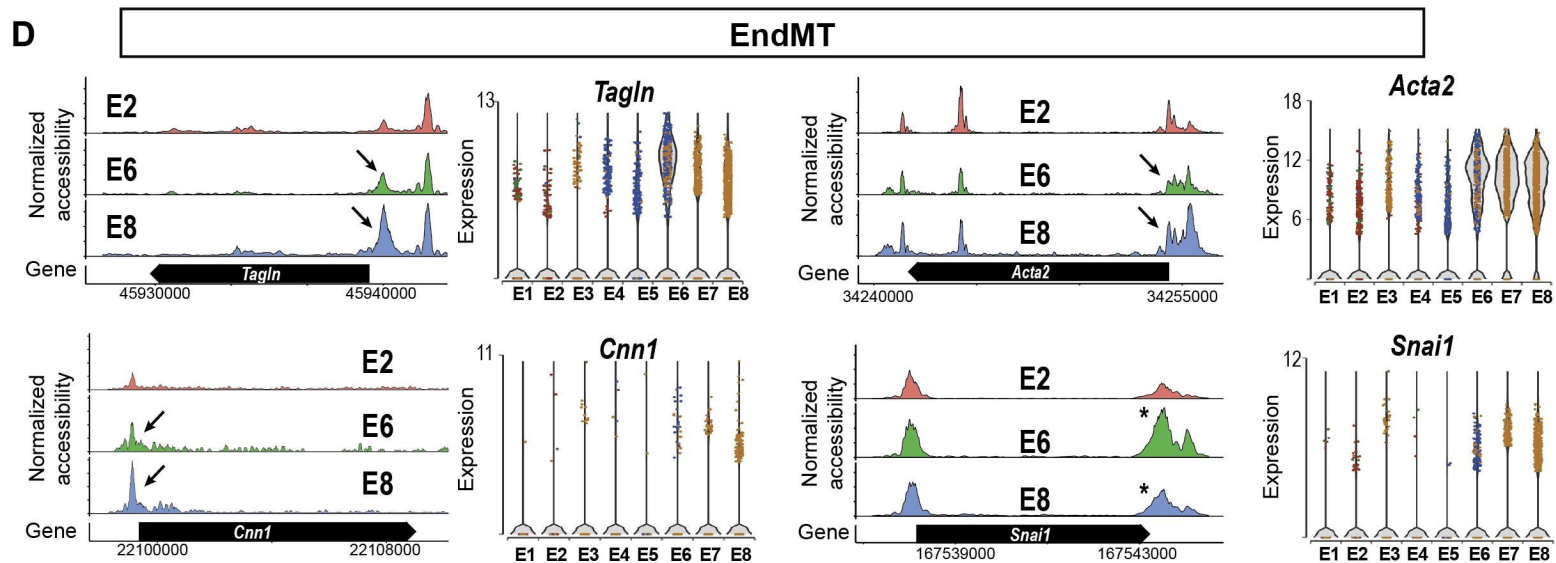 D
EndMT
Normalized accessibility
E2
E6
E8
Gene
Tagln
45930000 45940000
Tagln
Expression
13
E1 E2 E3 E4 E5 E6 E7 E8
Normalized accessibility
E2
E6
E8
Gene
Acta2
34240000 34255000
Acta2
Expression
18
12
6
E1 E2 E3 E4 E5 E6 E7 E8
Normalized accessibility
E2
E6
E8
Gene
Cnn1
22100000 22108000
Cnn1
Expression
11
E1 E2 E3 E4 E5 E6 E7 E8
Normalized accessibility
E2
E6
*
E8
*
Gene
Snai1
167539000 167543000
Snai1
Expression
12
E1 E2 E3 E4 E5 E6 E7 E8